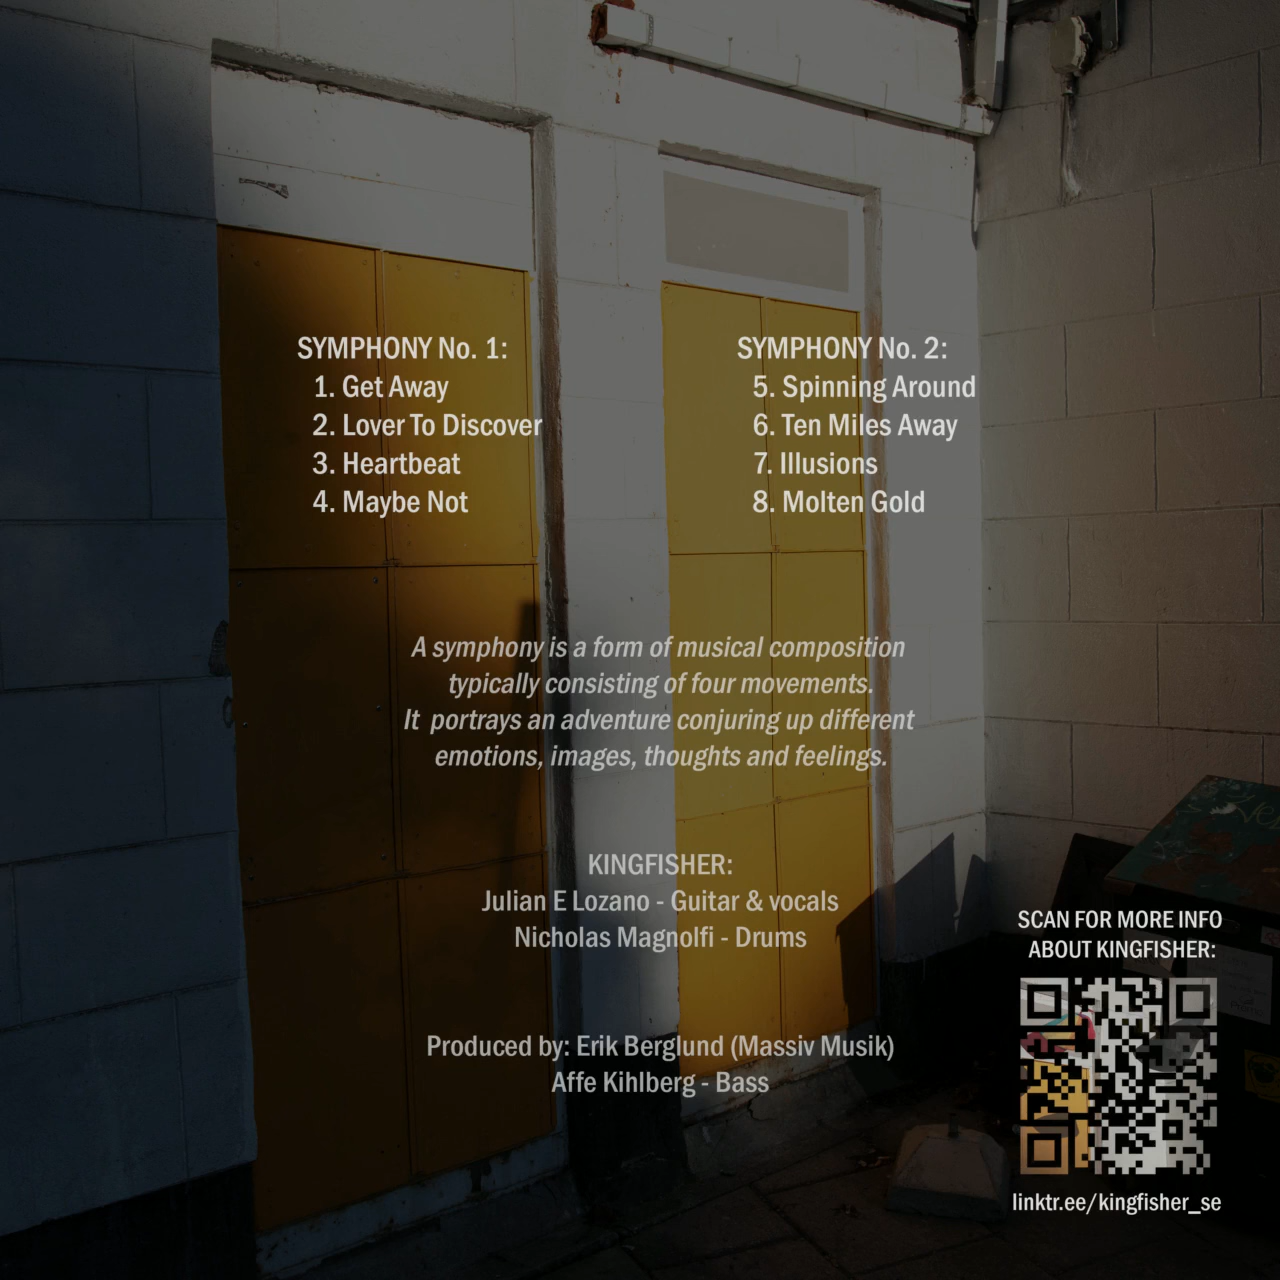 SYMPHONY No. 1:
1. Get Away
2. Lover To Discover
3. Heartbeat
4. Maybe Not
SYMPHONY No. 2:
5. Spinning Around
6. Ten Miles Away
7. Illusions
8. Molten Gold
A symphony is a form of musical composition
typically consisting of four movements.
It portrays an adventure conjuring up different
emotions, images, thoughts and feelings.
KINGFISHER:
Julian E Lozano - Guitar & vocals
Nicholas Magnolfi - Drums
Produced by: Erik Berglund (Massiv Musik)
Affe Kihlberg - Bass
SCAN FOR MORE INFO
ABOUT KINGFISHER:
linktr.ee/kingfisher_se